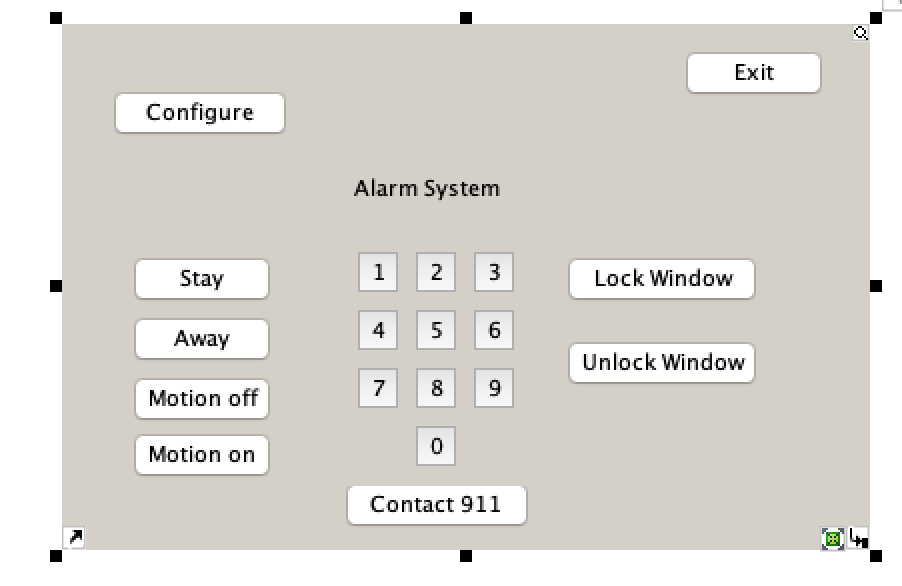 Exit
Configure
Alarm System
Stay
1 2 3
Lock Window
Away
4 5 6
Unlock Window
Motion off
7 8 9
Motion on
0
Contact 911